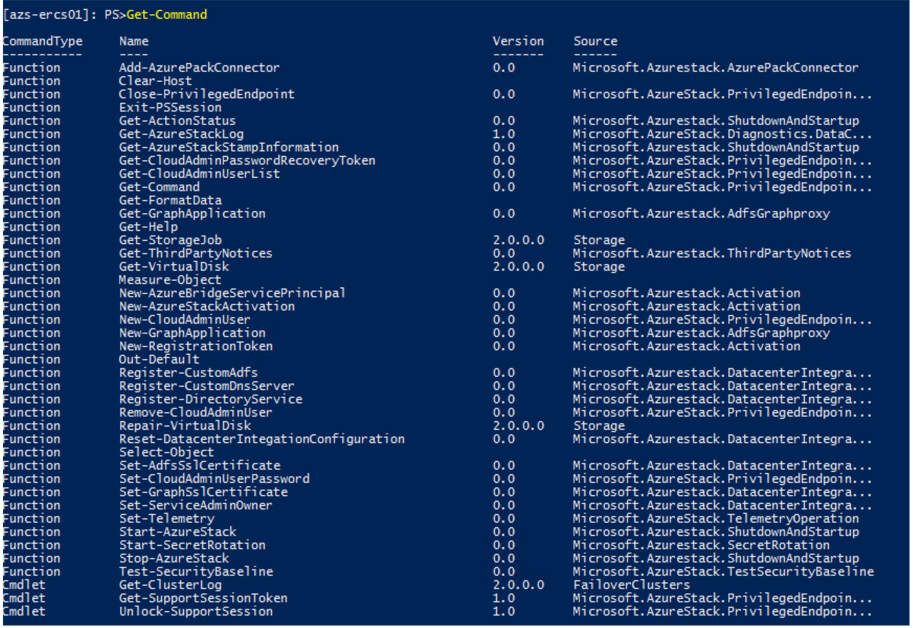 [azs-ercs01]: PS>Get-Command
CommandType Name Version Source
----------- ---- ------- ------
Function Add-AzurePackConnector 0.0 Microsoft.Azurestack.AzurePackConnector
Function Clear-Host
Function Close-PrivilegedEndpoint 0.0 Microsoft.AzureStack.PrivilegedEndpoin...
Function Exit-PSSession
Function Get-ActionStatus 0.0 Microsoft.Azurestack.ShutdownAndStartup
Function Get-AzureStackLog 1.0 Microsoft.AzureStack.Diagnostics.DataC...
Function Get-AzureStackStampInformation 0.0 Microsoft.Azurestack.ShutdownAndStartup
Function Get-CloudAdminPasswordRecoveryToken 0.0 Microsoft.AzureStack.PrivilegedEndpoin...
Function Get-CloudAdminUserList 0.0 Microsoft.AzureStack.PrivilegedEndpoin...
Function Get-Command 0.0 Microsoft.AzureStack.PrivilegedEndpoin...
Function Get-FormatData
Function Get-GraphApplication 0.0 Microsoft.Azurestack.AdfsGraphproxy
Function Get-Help
Function Get-StorageJob 2.0.0.0 Storage
Function Get-ThirdPartyNotices 0.0 Microsoft.Azurestack.ThirdPartyNotices
Function Get-VirtualDisk 2.0.0.0 Storage
Function Measure-Object
Function New-AzureBridgeServicePrincipal 0.0 Microsoft.Azurestack.Activation
Function New-AzureStackActivation 0.0 Microsoft.Azurestack.Activation
Function New-CloudAdminUser 0.0 Microsoft.AzureStack.PrivilegedEndpoin...
Function New-GraphApplication 0.0 Microsoft.Azurestack.AdfsGraphproxy
Function New-RegistrationToken 0.0 Microsoft.Azurestack.Activation
Function Out-Default
Function Register-CustomAdfs 0.0 Microsoft.Azurestack.DatacenterIntegra...
Function Register-CustomDnsServer 0.0 Microsoft.Azurestack.DatacenterIntegra...
Function Register-DirectoryService 0.0 Microsoft.Azurestack.DatacenterIntegra...
Function Remove-CloudAdminUser 0.0 Microsoft.AzureStack.PrivilegedEndpoin...
Function Repair-VirtualDisk 2.0.0.0 Storage
Function Reset-DatacenterIntegationConfiguration 0.0 Microsoft.Azurestack.DatacenterIntegra...
Function Select-Object
Function Set-AdfsSslCertificate 0.0 Microsoft.Azurestack.DatacenterIntegra...
Function Set-CloudAdminUserPassword 0.0 Microsoft.AzureStack.PrivilegedEndpoin...
Function Set-GraphSslCertificate 0.0 Microsoft.Azurestack.DatacenterIntegra...
Function Set-ServiceAdminOwner 0.0 Microsoft.Azurestack.DatacenterIntegra...
Function Set-Telemetry 0.0 Microsoft.AzureStack.TelemetryOperation
Function Start-AzureStack 0.0 Microsoft.Azurestack.ShutdownAndStartup
Function Start-SecretRotation 0.0 Microsoft.Azurestack.SecretRotation
Function Stop-AzureStack 0.0 Microsoft.Azurestack.ShutdownAndStartup
Function Test-SecurityBaseline 0.0 Microsoft.AzureStack.TestSecurityBaseline
Cmdlet Get-ClusterLog 2.0.0.0 FailoverClusters
Cmdlet Get-SupportSessionToken 1.0 Microsoft.AzureStack.PrivilegedEndpoin...
Cmdlet Unlock-SupportSession 1.0 Microsoft.AzureStack.PrivilegedEndpoin...